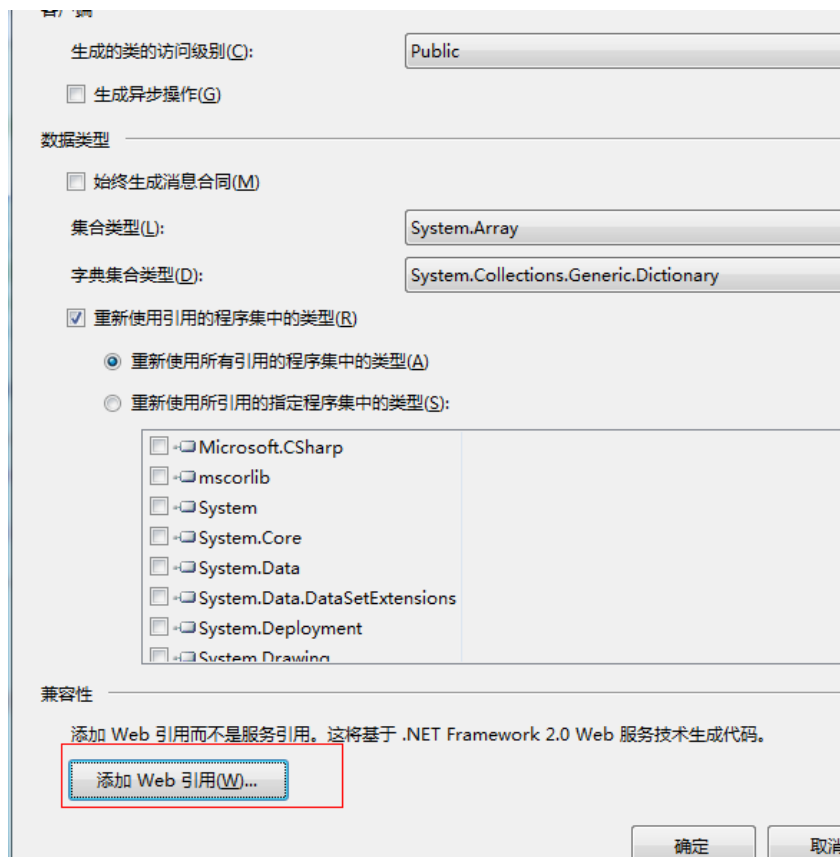 客户端
生成的类的访问级别(C):
Public
生成异步操作(G)
数据类型
始终生成消息合同(M)
集合类型(L):
System.Array
字典集合类型(D):
System.Collections.Generic.Dictionary
重新使用引用的程序集中的类型(R)
重新使用所有引用的程序集中的类型(A)
重新使用所引用的指定程序集中的类型(S):
Microsoft.CSharp
mscorlib
System
System.Core
System.Data
System.Data.DataSetExtensions
System.Deployment
System.Drawing
兼容性
添加 Web 引用而不是服务引用。这将基于 .NET Framework 2.0 Web 服务技术生成代码。
添加 Web 引用(W)...
确定
取消